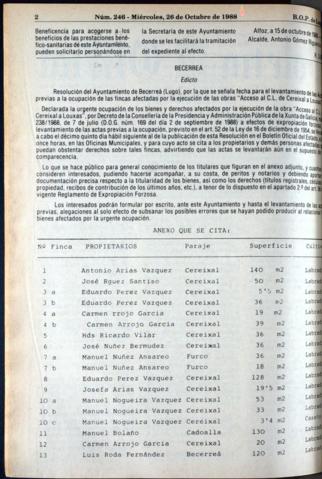 2 Núm. 246 - Miércoles, 26 de Octubre de 1988 B.O.P. de
Beneficencia para acogerse a los
beneficios de las prestaciones bené-
fico-sanitarias de este Ayuntamiento,
pueden solicitarlo personándose en
la Secretaría de este Ayuntamiento
donde se les facilitará la tramitación
del expediente al efecto.
Alfoz, a 15 de octubre
Alcalde, Antonio Gómez
BECERREA
Edicto
Resolución del Ayuntamiento de Becerreá (Lugo), por la que se señala fecha para el levantamiento de las
previas a la ocupación de las fincas afectadas por la ejecución de las obras "Acceso al C.L. de Cereixal a Louxas"
Declarada la urgente ocupación de los bienes y derechos afectados por la ejecución de la obra "Acceso
Cereixal a Louxas", por Decreto de la Consellería de la Presidencia y Administración Pública de la Xunta de
238/1988, de 7 de julio (D.O.G. núm. 169 del día 2 de septiembre de 1988) a efectos de expropiación
levantamiento de las actas previas a la ocupación, previsto en el art. 52 de la Ley de 16 de diciembre de 1954,
a cabo el décimo quinto día hábil siguiente al de la publicación de esta Resolución en el Boletín Oficial del
once horas, en las Oficinas Municipales, y para cuyo acto se cita a los propietarios y demás personas
puedan obstentar derechos sobre tales fincas, advirtiendo que las actas se levantarán aún en el supuesto de
comparecencia.
Lo que se hace público para general conocimiento de los titulares que figuran en el anexo adjunto, y
consideren interesados, pudiendo hacerse acompañar, a su costa, de peritos y notarios y debiendo
documentación precisa respecto a la titularidad de los bienes, así como los derechos (títulos registrales,
propiedad, recibos de contribución de los últimos años, etc.), a tenor de lo dispuesto en el apartado 2.º del art.
vigente Reglamento de Expropiación Forzosa.
Los interesados podrán formular por escrito, ante este Ayuntamiento y hasta el levantamiento de las
previas, alegaciones al solo efecto de subsanar los posibles errores que se hayan podido producir al relacionar
bienes afectados por la urgente ocupación.
ANEXO QUE SE CITA:
Nº Finca PROPIETARIOS Paraje Superficie
1 Antonio Arias Vazquez Cereixal 140 m2
2 José Rguez Santiso Cereixal 50 m2
3 a Eduardo Perez Vazquez Cereixal 5'5 m2
3 b Eduardo Perez Vazquez Cereixal 36 m2
4 a Carmen rrojo Garcia Cereixal 19 m2
4 b Carmen Arrojo Garcia Cereixal 39 m2
5 Hds Ricardo Vilar Cereixal 36 m2
6 José Nuñez Bermudez Cereixal 36 m2
7 a Manuel Nuñez Ansareo Furco 36 m2
7 b Manuel Nuñez Ansareo Furco 18 m2
8 Eduardo Perez Vazquez Cereixal 128 m2
9 Josefa Arias Vazquez Cereixal 19'5 m2
10 a Manuel Nogueira Vazquez Cereixal 53 m2
10 b Manuel Nogueira Vazquez Cereixal 33 m2
10 c Manuel Nogueira Vazquez Cereixal 3'4 m2
11 Manuel Bolaño Cadoalla 130 m2
12 Carmen Arrojo Garcia Cereixal 20 m2
13 Luis Roda Fernández Becerreá 120 m2